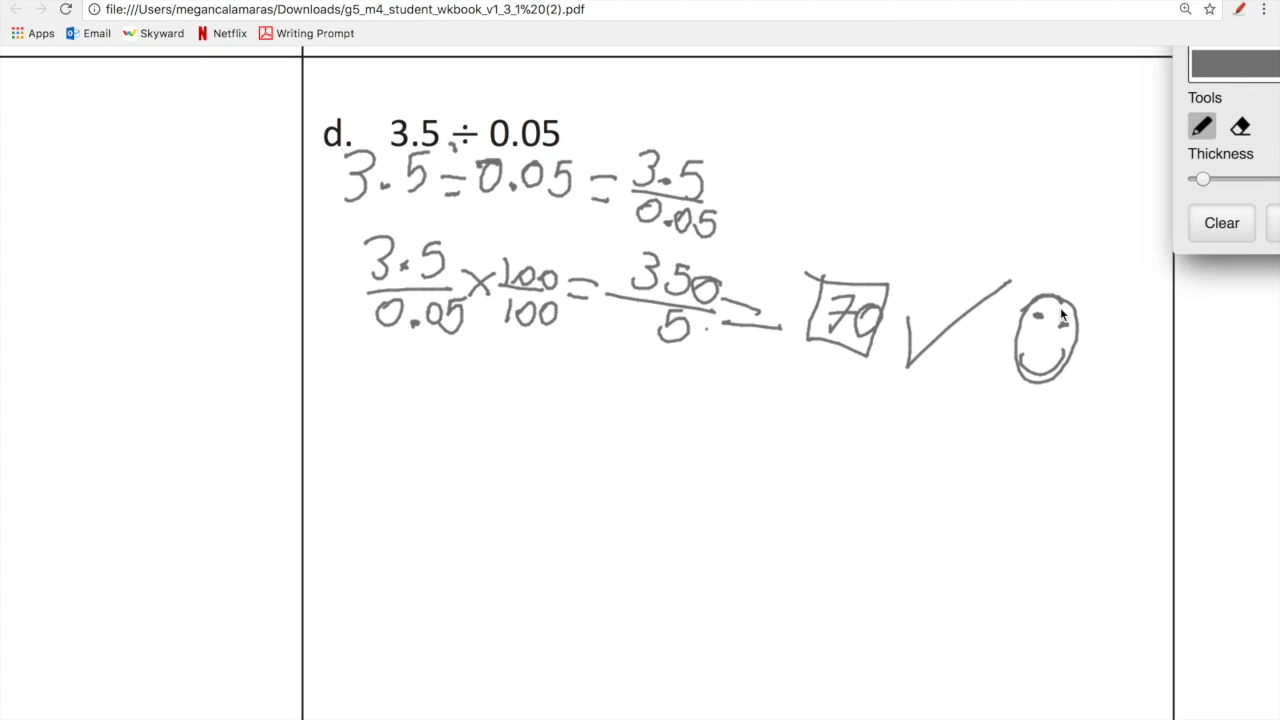 file:///Users/megancalamaras/Downloads/g5_m4_student_wkbook_v1_3_1%20(2).pdf
Apps Email Skyward Netflix Writing Prompt
Tools
Thickness
Clear
d. 3.5 ÷ 0.05
3.5 ÷ 0.05 = 3.5/0.05
3.5/0.05 × 100/100 = 350/5 = 70 ✓